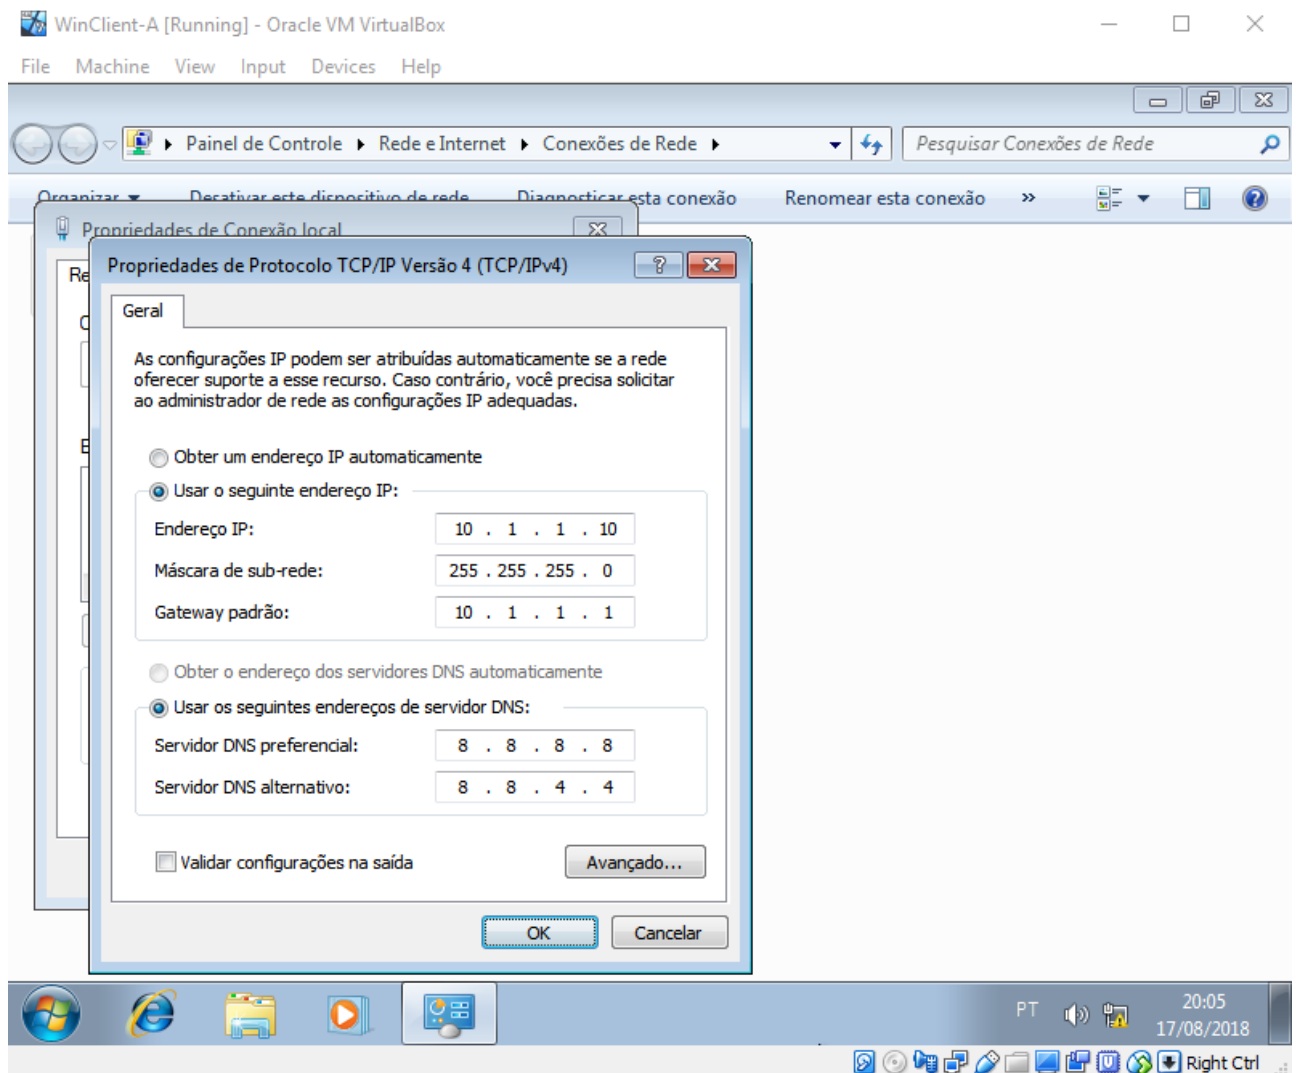 WinClient-A [Running] - Oracle VM VirtualBox
File Machine View Input Devices Help
Painel de Controle Rede e Internet Conexões de Rede
Pesquisar Conexões de Rede
Organizar Desativar este dispositivo de rede Diagnosticar esta conexão Renomear esta conexão »
Propriedades de Conexão local
Propriedades de Protocolo TCP/IP Versão 4 (TCP/IPv4)
Geral
As configurações IP podem ser atribuídas automaticamente se a rede
oferecer suporte a esse recurso. Caso contrário, você precisa solicitar
ao administrador de rede as configurações IP adequadas.
Obter um endereço IP automaticamente
Usar o seguinte endereço IP:
Endereço IP: 10 . 1 . 1 . 10
Máscara de sub-rede: 255 . 255 . 255 . 0
Gateway padrão: 10 . 1 . 1 . 1
Obter o endereço dos servidores DNS automaticamente
Usar os seguintes endereços de servidor DNS:
Servidor DNS preferencial: 8 . 8 . 8 . 8
Servidor DNS alternativo: 8 . 8 . 4 . 4
Validar configurações na saída
Avançado...
OK Cancelar
PT
20:05
17/08/2018
Right Ctrl